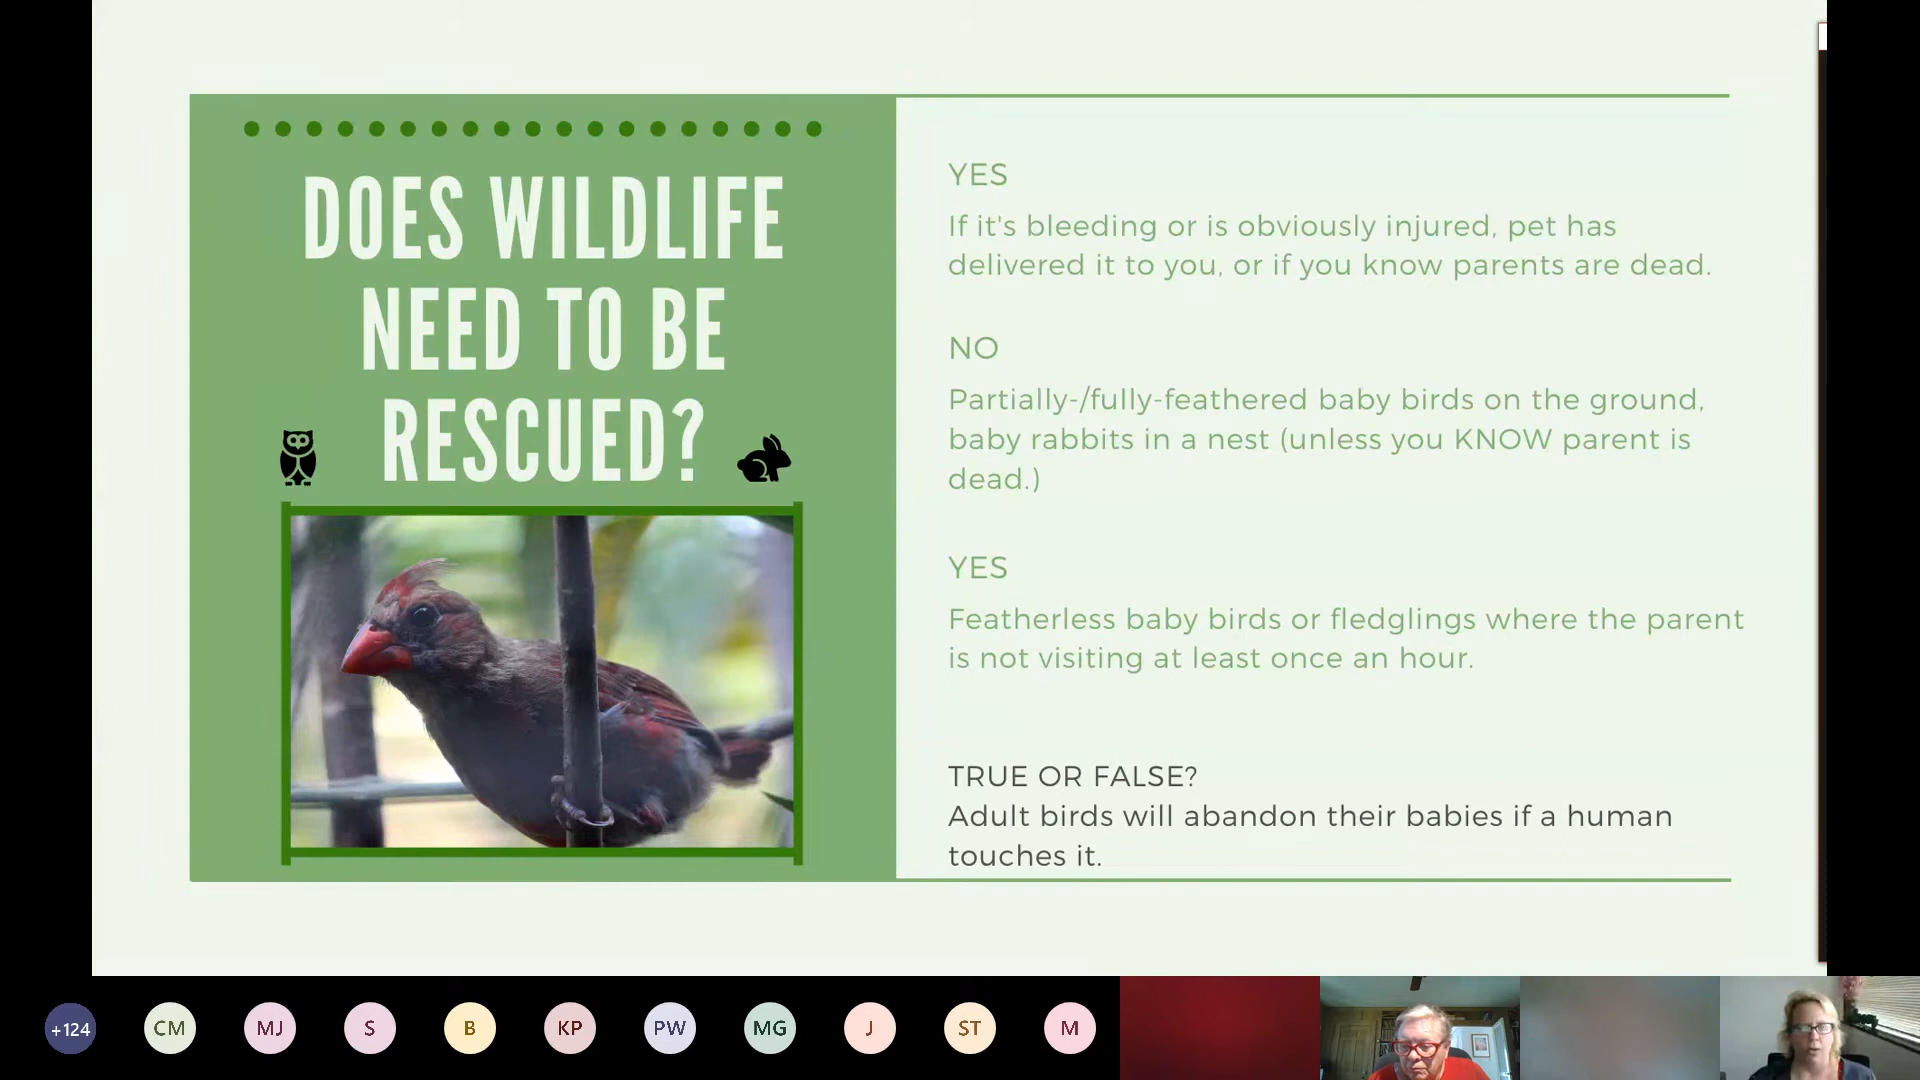 DOES WILDLIFE
NEED TO BE
RESCUED?
YES
If it's bleeding or is obviously injured, pet has
delivered it to you, or if you know parents are dead.
NO
Partially-/fully-feathered baby birds on the ground,
baby rabbits in a nest (unless you KNOW parent is
dead.)
YES
Featherless baby birds or fledglings where the parent
is not visiting at least once an hour.
TRUE OR FALSE?
Adult birds will abandon their babies if a human
touches it.
+124
CM
MJ
S
B
KP
PW
MG
J
ST
M